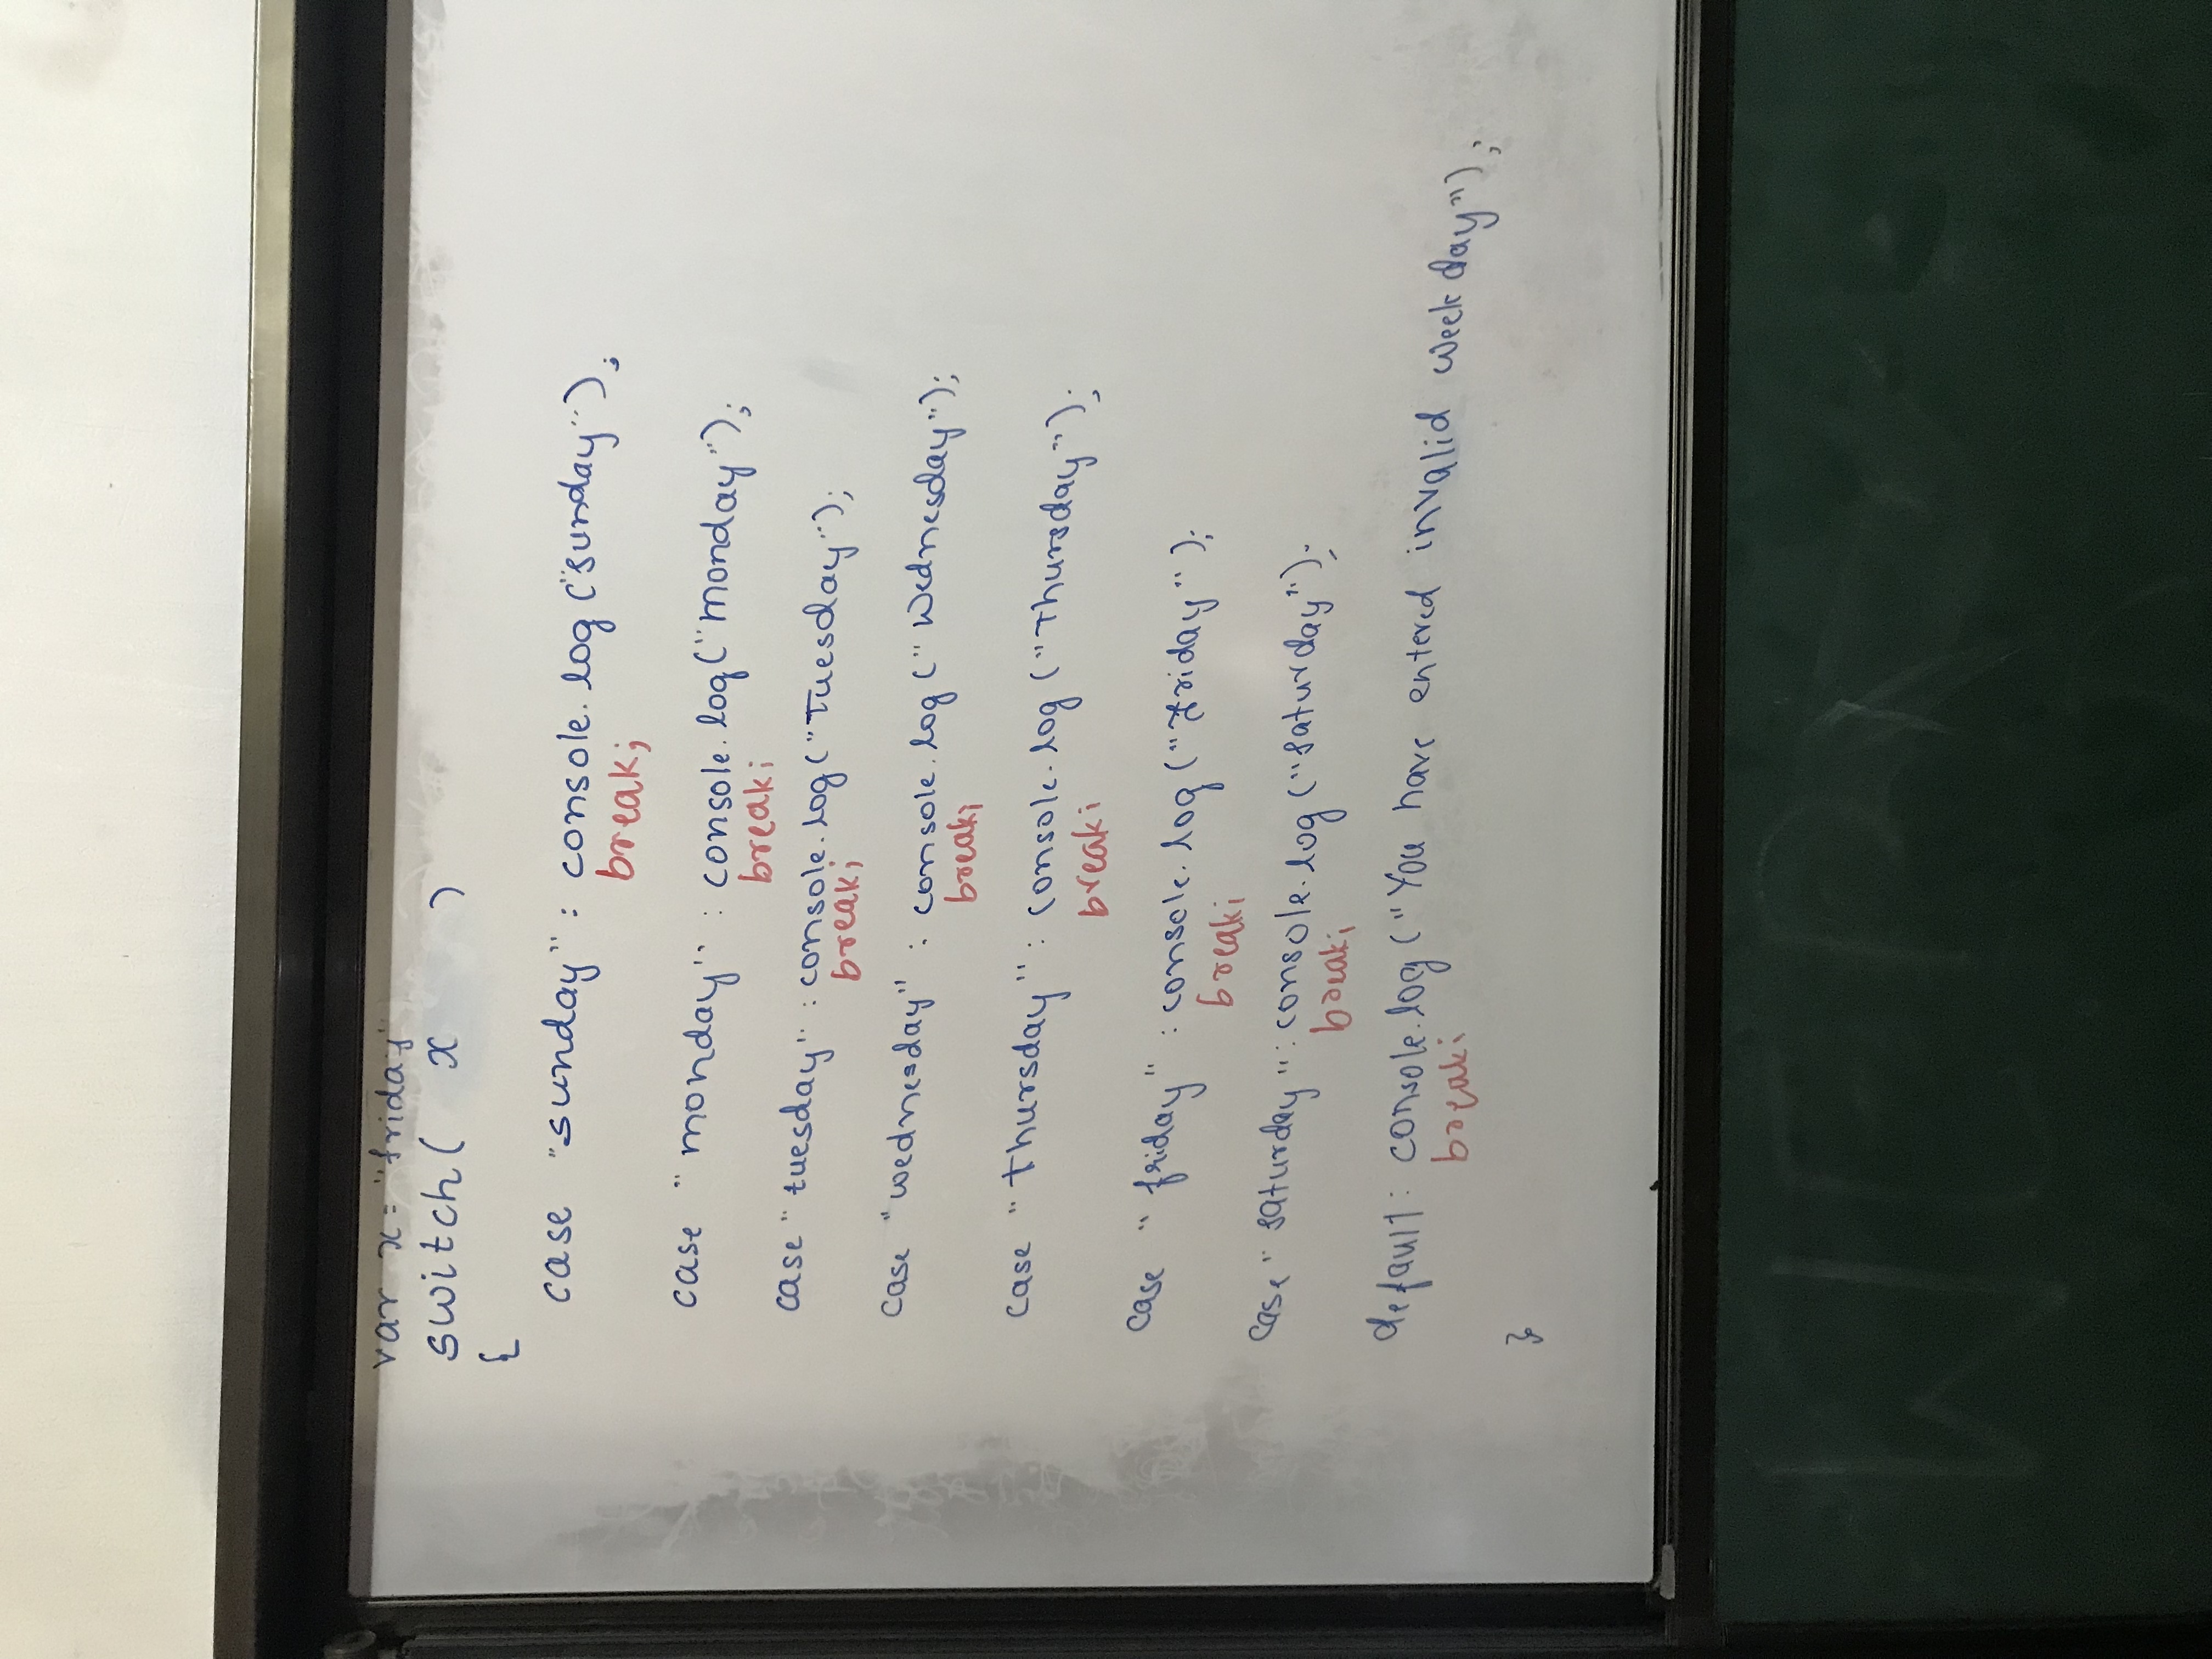 var x = "friday"
switch( x )
{
case "sunday" : console.log("sunday");
break;
case "monday" : console.log("monday");
break;
case "tuesday" : console.log("Tuesday");
break;
case "wednesday" : console.log("Wednesday");
break;
case "thursday" : console.log("Thursday");
break;
case "friday" : console.log("friday");
break;
case "saturday" : console.log("saturday");
break;
default: console.log("You have entered invalid week day");
break;
}